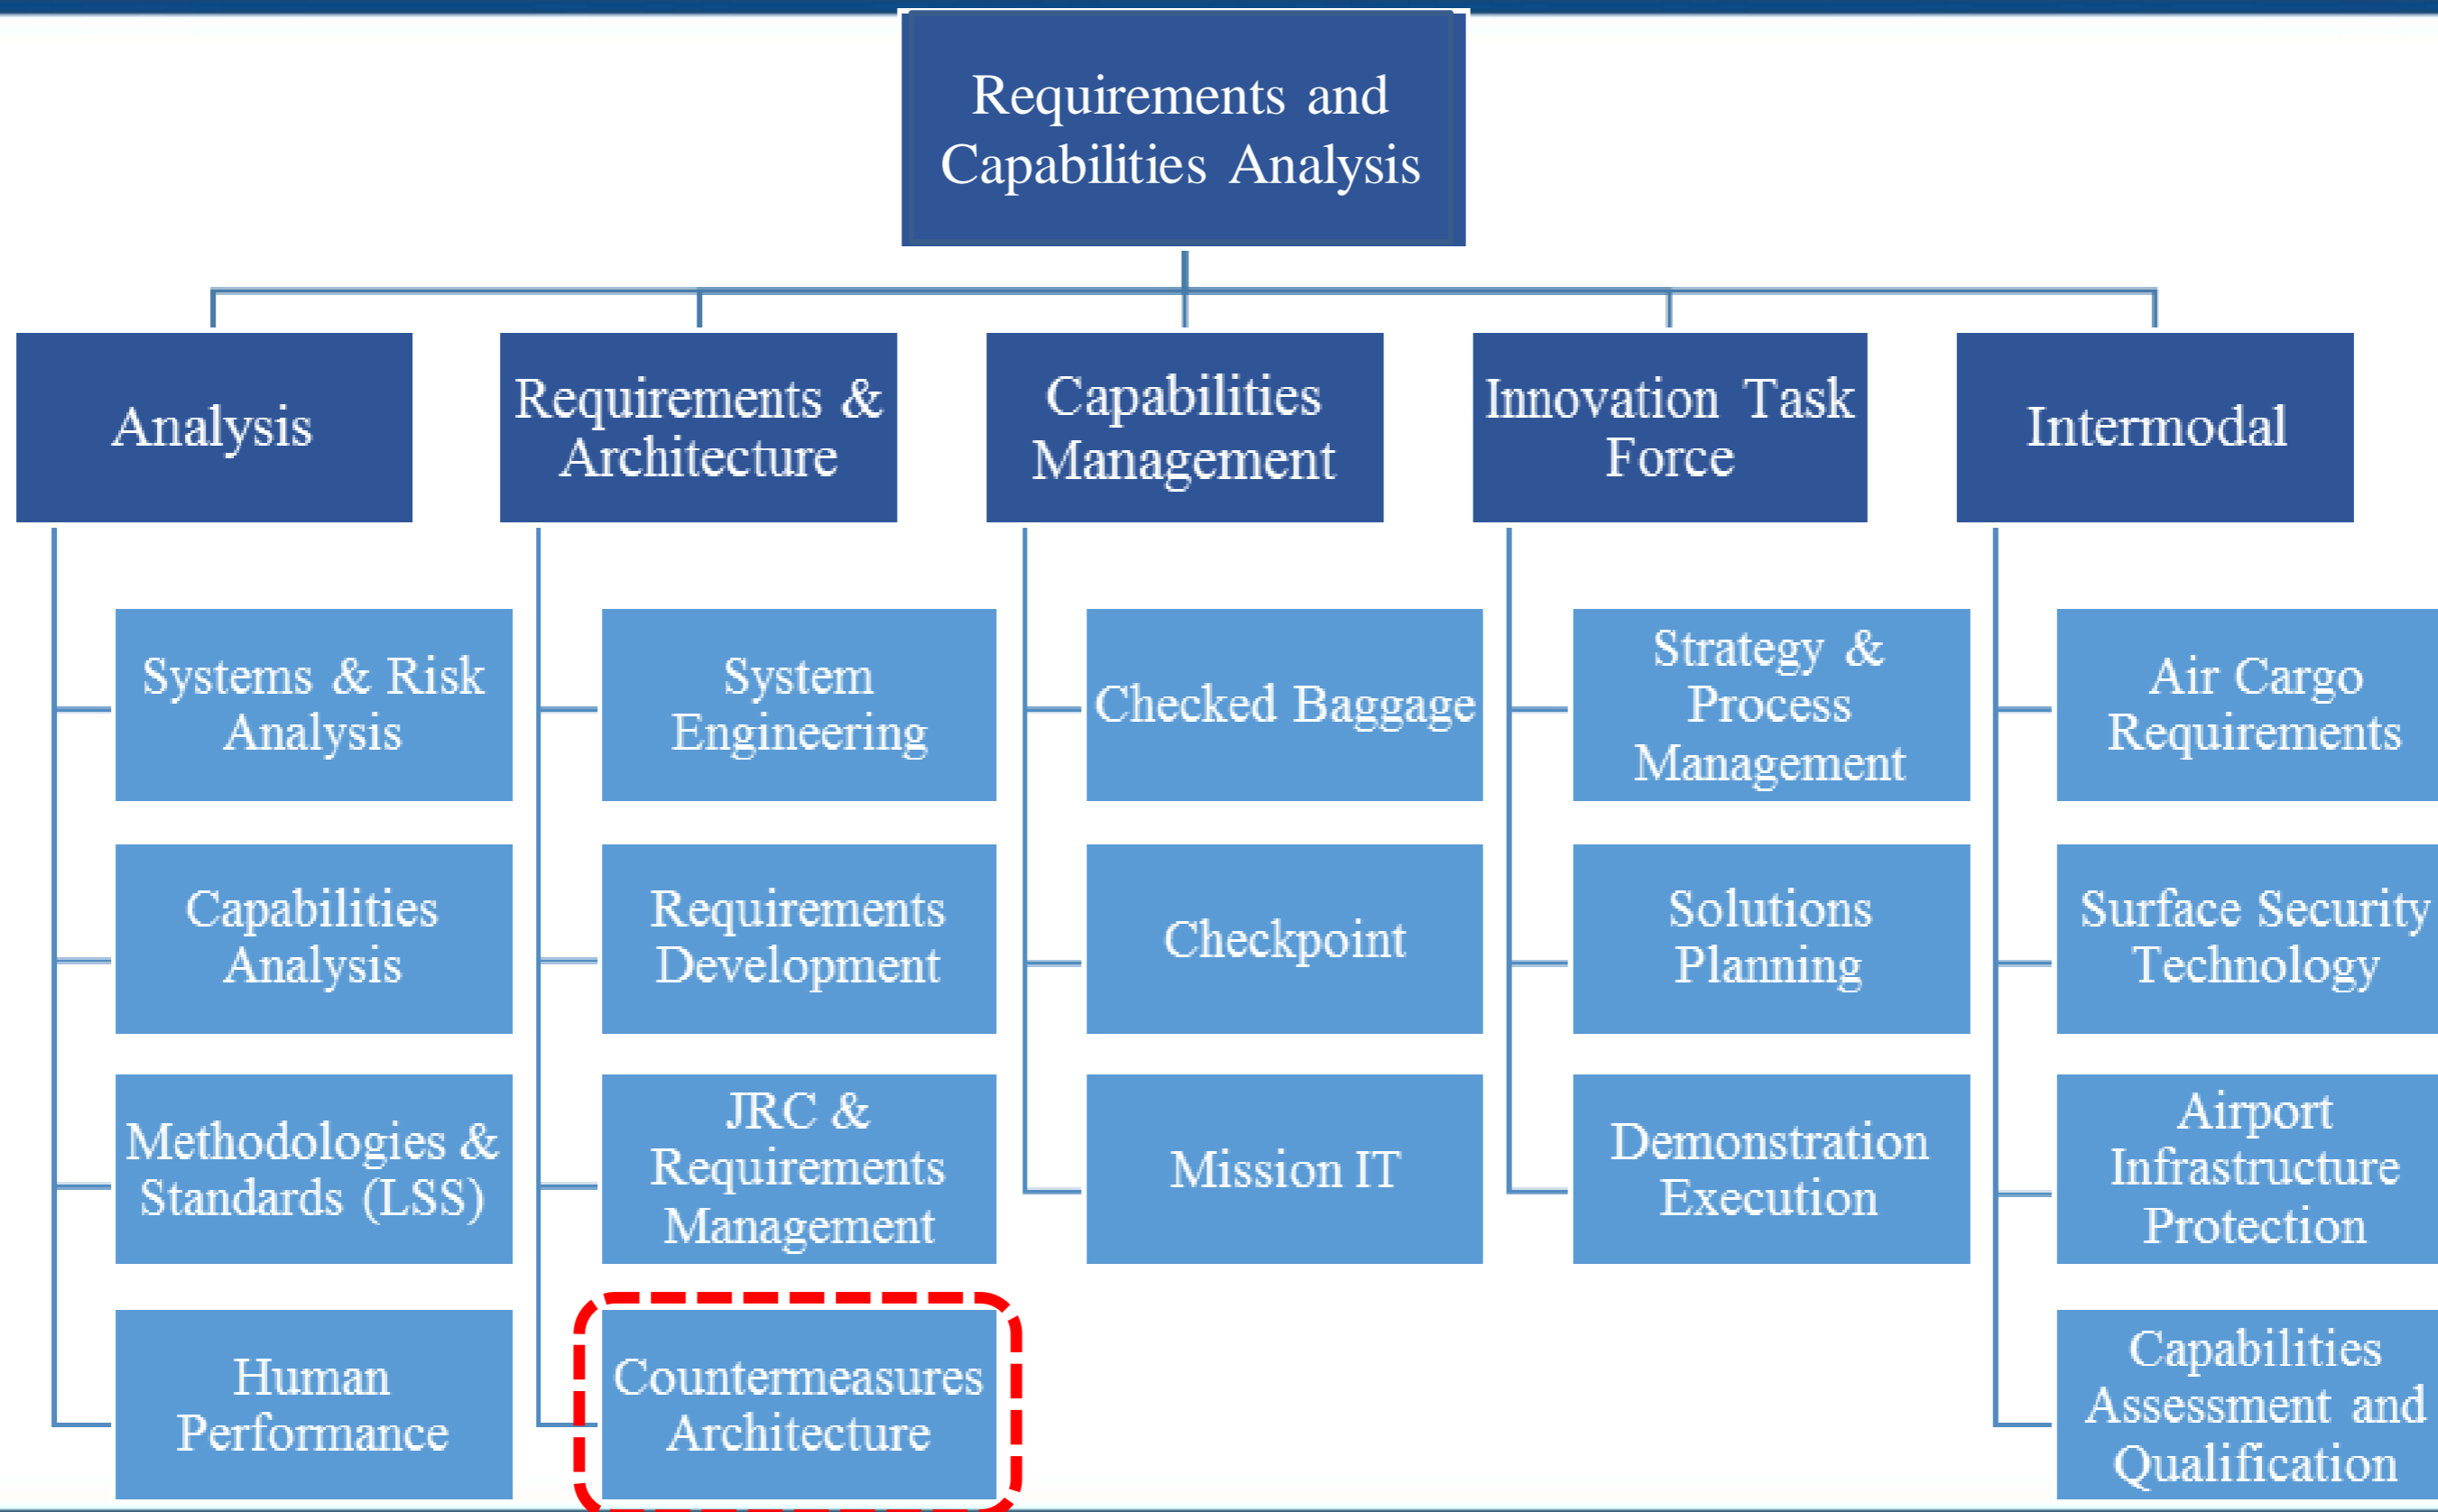 Requirements and
Capabilities Analysis
Analysis
Requirements &
Architecture
Capabilities
Management
Innovation Task
Force
Intermodal
Systems & Risk
Analysis
Capabilities
Analysis
Methodologies &
Standards (LSS)
Human
Performance
System
Engineering
Requirements
Development
JRC &
Requirements
Management
Countermeasures
Architecture
Checked Baggage
Checkpoint
Mission IT
Strategy &
Process
Management
Solutions
Planning
Demonstration
Execution
Air Cargo
Requirements
Surface Security
Technology
Airport
Infrastructure
Protection
Capabilities
Assessment and
Qualification